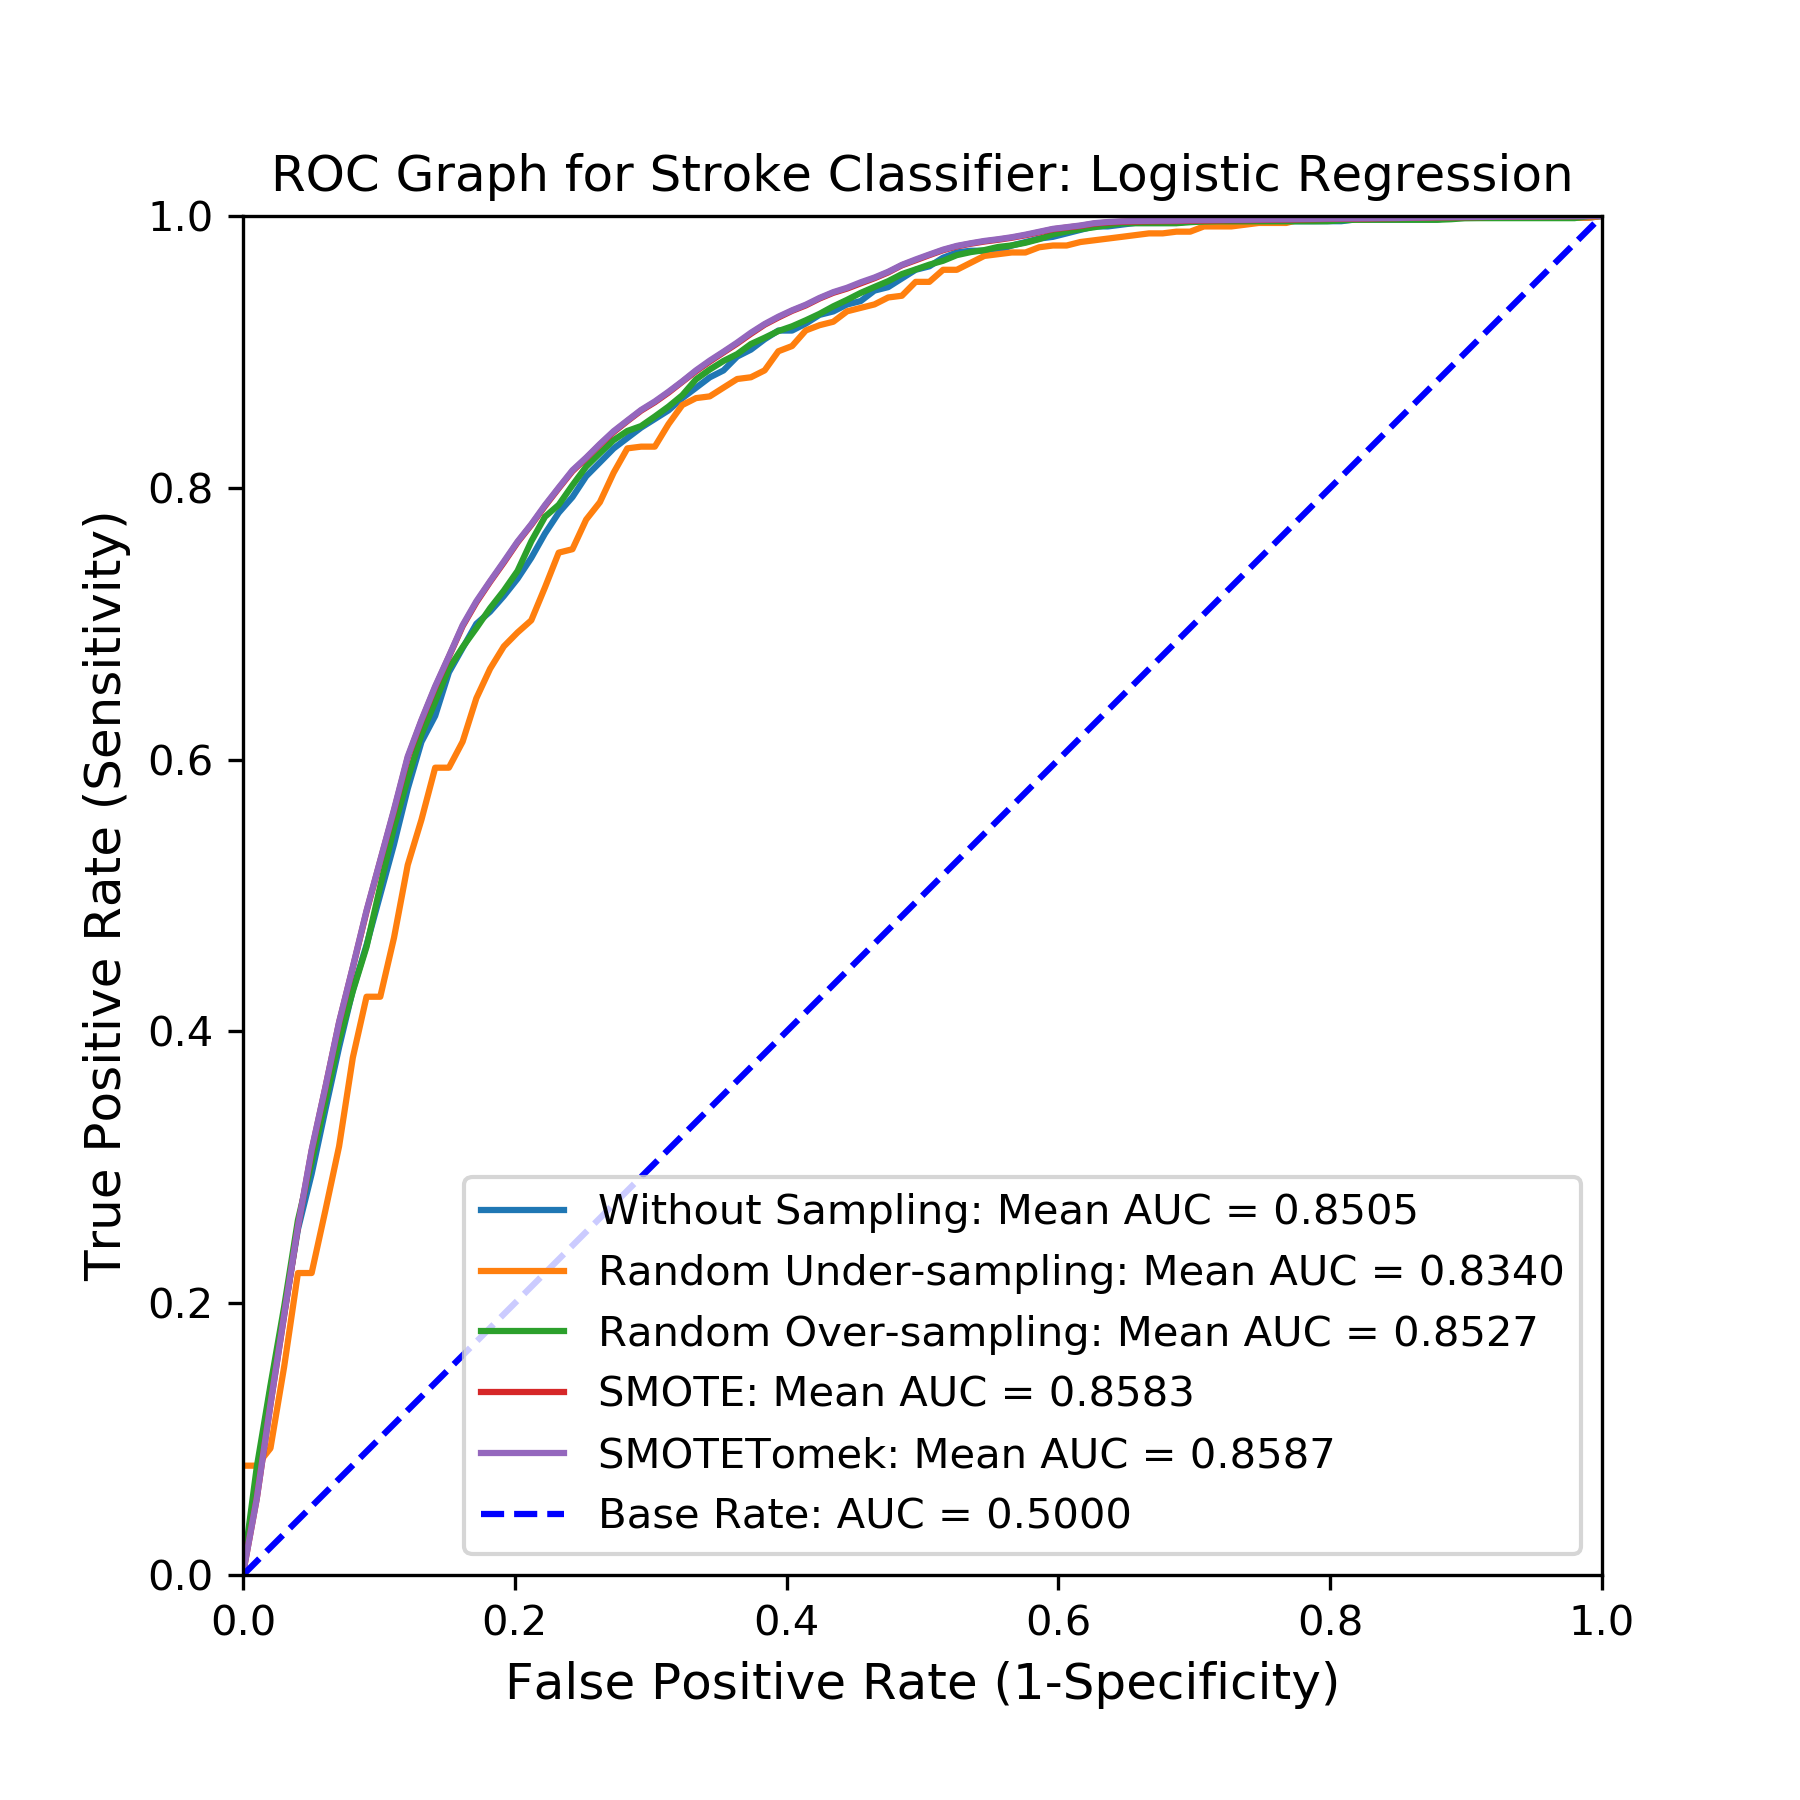 ROC Graph for Stroke Classifier: Logistic Regression
1.0
0.8
0.6
0.4
0.2
0.0
True Positive Rate (Sensitivity)
Without Sampling: Mean AUC = 0.8505
Random Under-sampling: Mean AUC = 0.8340
Random Over-sampling: Mean AUC = 0.8527
SMOTE: Mean AUC = 0.8583
SMOTETomek: Mean AUC = 0.8587
Base Rate: AUC = 0.5000
0.0 0.2 0.4 0.6 0.8 1.0
False Positive Rate (1-Specificity)